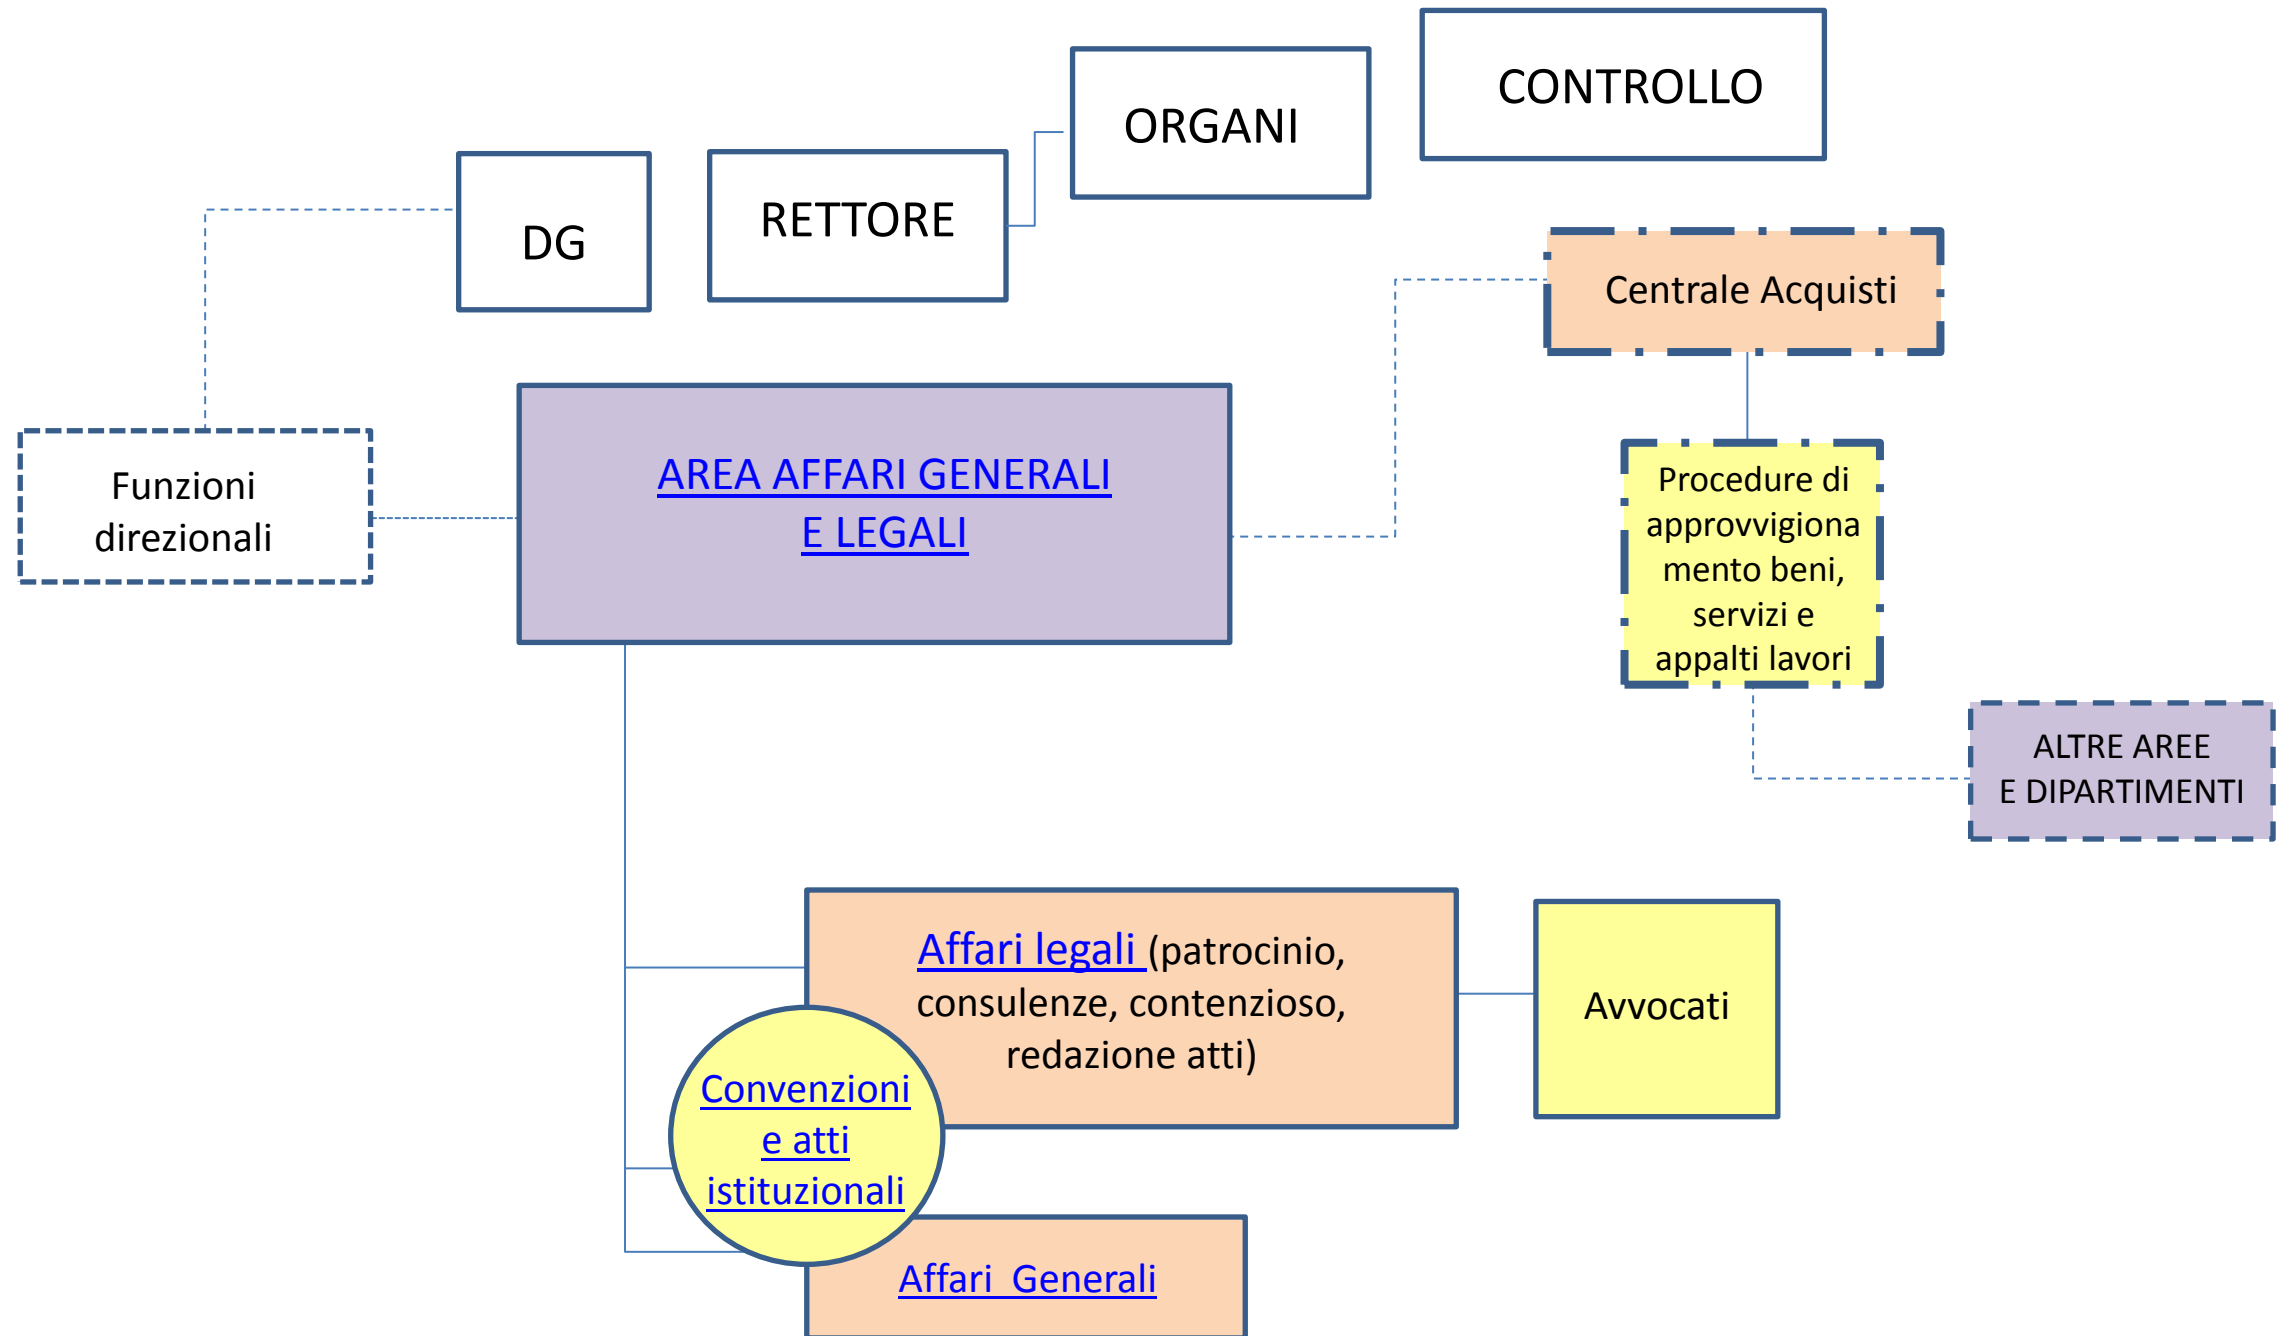 CONTROLLO
ORGANI
RETTORE
DG
Centrale Acquisti
Funzioni
direzionali
AREA AFFARI GENERALI
E LEGALI
Procedure di
approvvigiona
mento beni,
servizi e
appalti lavori
ALTRE AREE
E DIPARTIMENTI
Affari legali (patrocinio,
consulenze, contenzioso,
redazione atti)
Avvocati
Convenzioni
e atti
istituzionali
Affari  Generali